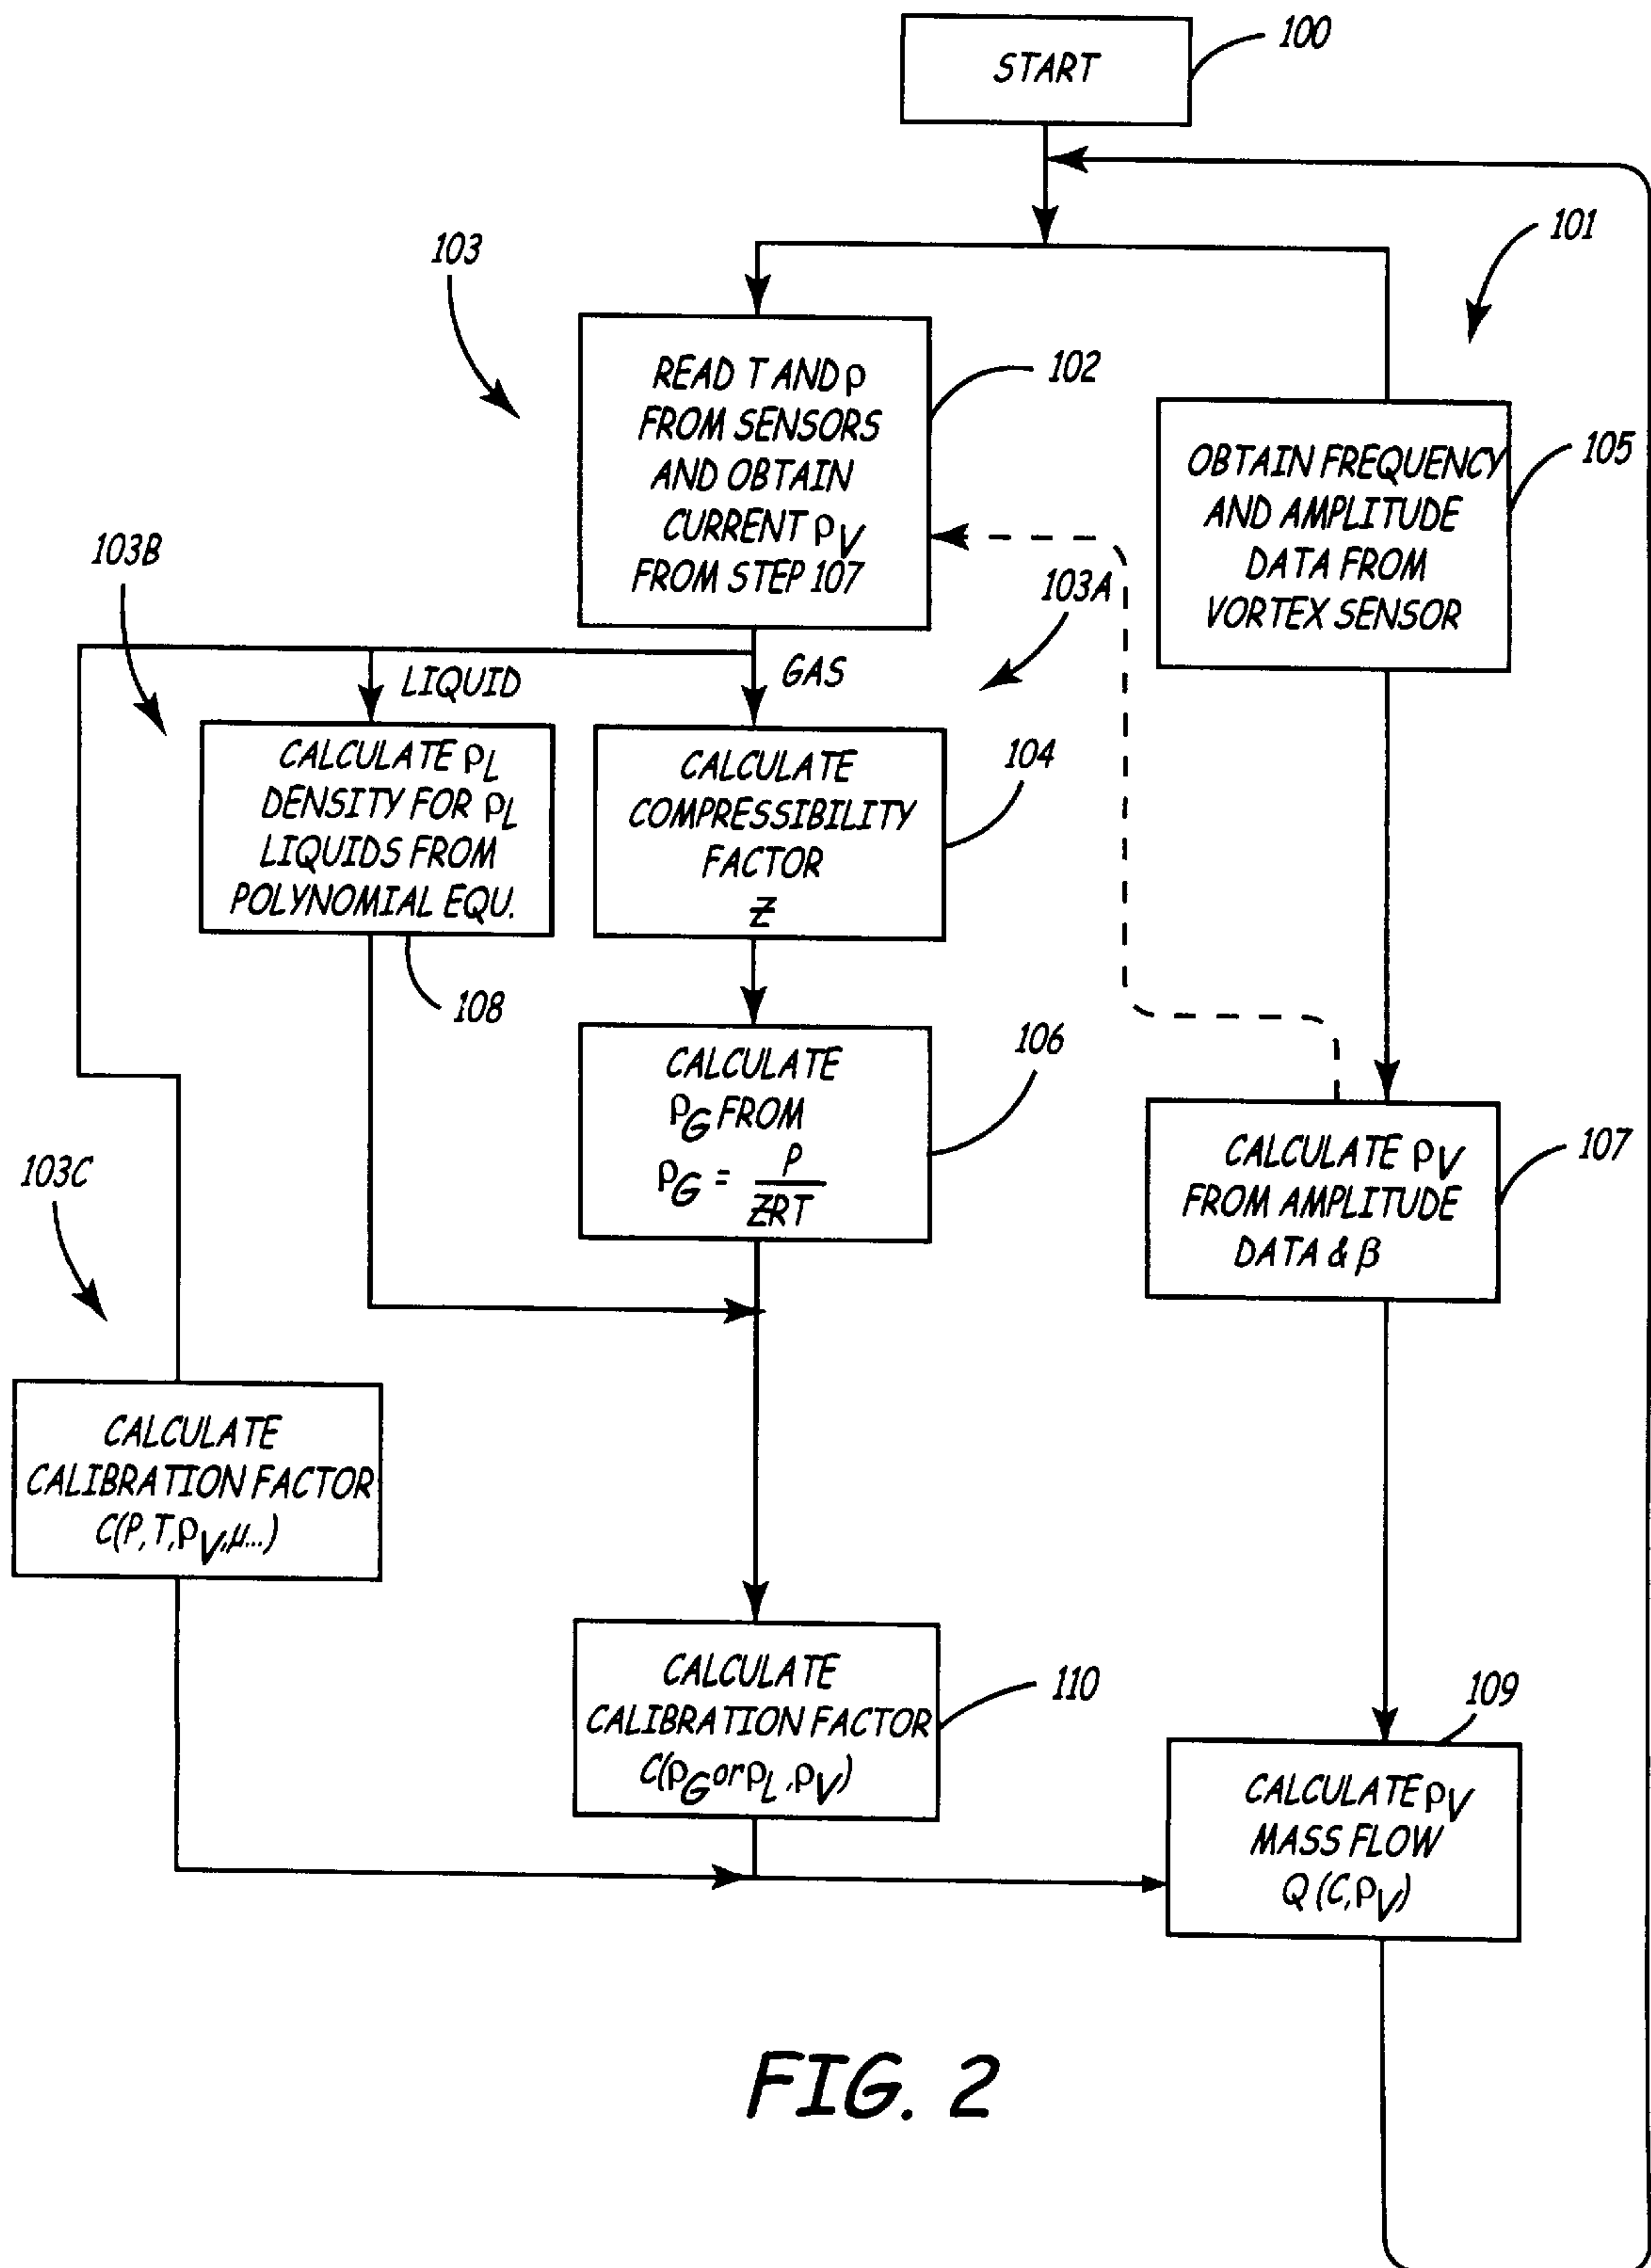 START
100
101
103
READ T AND ρ
FROM SENSORS
AND OBTAIN
CURRENT ρV
FROM STEP 107
102
OBTAIN FREQUENCY
AND AMPLITUDE
DATA FROM
VORTEX SENSOR
105
103B
103A
LIQUID
GAS
CALCULATE ρL
DENSITY FOR ρL
LIQUIDS FROM
POLYNOMIAL EQU.
108
CALCULATE
COMPRESSIBILITY
FACTOR
Z
104
CALCULATE
ρG FROM
ρG = P / ZRT
106
CALCULATE ρV
FROM AMPLITUDE
DATA & β
107
103C
CALCULATE
CALIBRATION FACTOR
C(P, T, ρV, μ...)
CALCULATE
CALIBRATION FACTOR
C(ρG or ρL, ρV)
110
109
CALCULATE ρV
MASS FLOW
Q (C, ρV)
FIG. 2